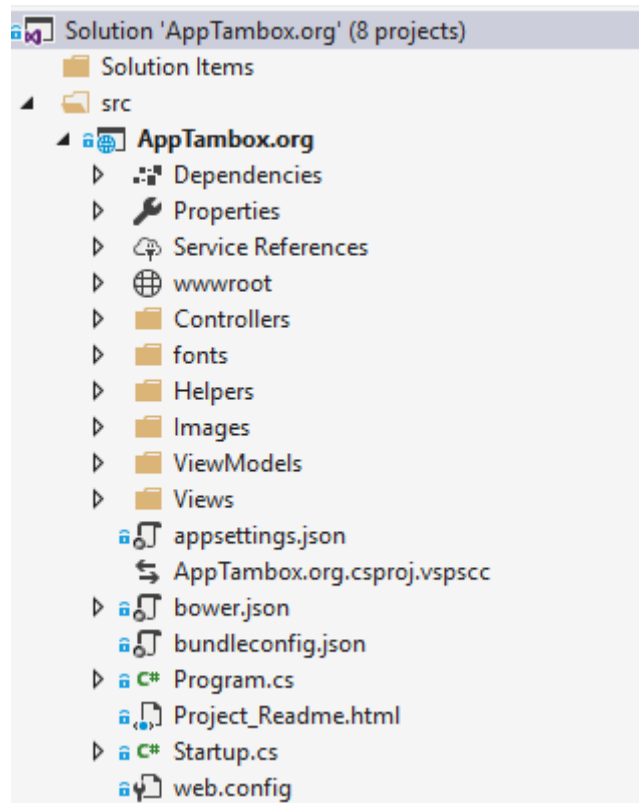 Solution 'AppTambox.org' (8 projects)
Solution Items
src
AppTambox.org
Dependencies
Properties
Service References
wwwroot
Controllers
fonts
Helpers
Images
ViewModels
Views
appsettings.json
AppTambox.org.csproj.vspscc
bower.json
bundleconfig.json
C# Program.cs
Project_Readme.html
C# Startup.cs
web.config